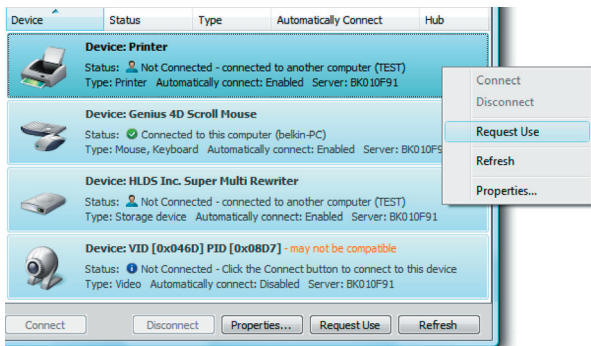 Device Status Type Automatically Connect Hub
Device: Printer
Status: Not Connected - connected to another computer (TEST)
Type: Printer Automatically connect: Enabled Server: BK010F91
Connect
Disconnect
Request Use
Refresh
Properties...
Device: Genius 4D Scroll Mouse
Status: Connected to this computer (belkin-PC)
Type: Mouse, Keyboard Automatically connect: Enabled Server: BK010F9
Device: HLDS Inc. Super Multi Rewriter
Status: Not Connected - connected to another computer (TEST)
Type: Storage device Automatically connect: Enabled Server: BK010F91
Device: VID [0x046D] PID [0x08D7] - may not be compatible
Status: Not Connected - Click the Connect button to connect to this device
Type: Video Automatically connect: Disabled Server: BK010F91
Connect Disconnect Properties... Request Use Refresh